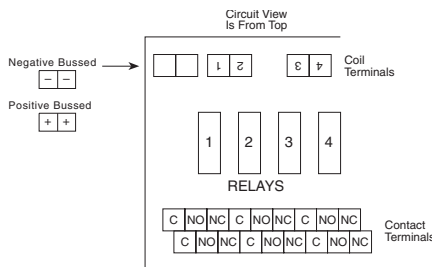 Circuit View
Is From Top
Negative Bussed
– –
Positive Bussed
+ +
1 2 3 4
Coil
Terminals
1 2 3 4
RELAYS
C NO NC C NO NC C NO NC
C NO NC C NO NC C NO NC
Contact
Terminals